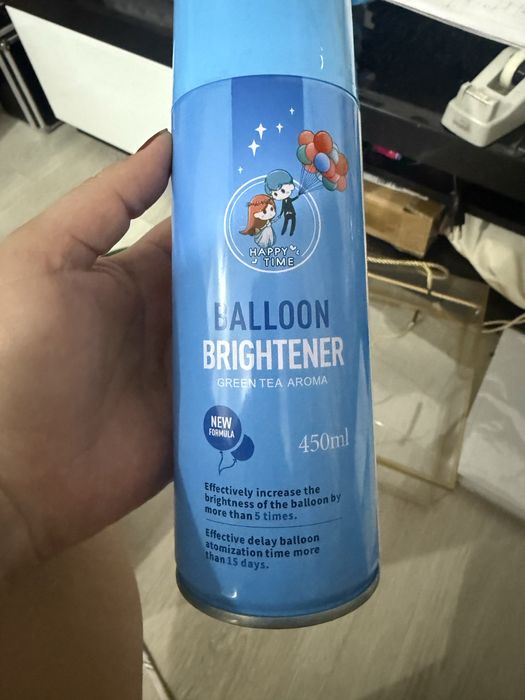 HAPPY
TIME
BALLOON
BRIGHTENER
GREEN TEA AROMA
NEW
FORMULA
450ml
Effectively increase the
brightness of the balloon by
more than 5 times.
Effective delay balloon
atomization time more
than 15 days.